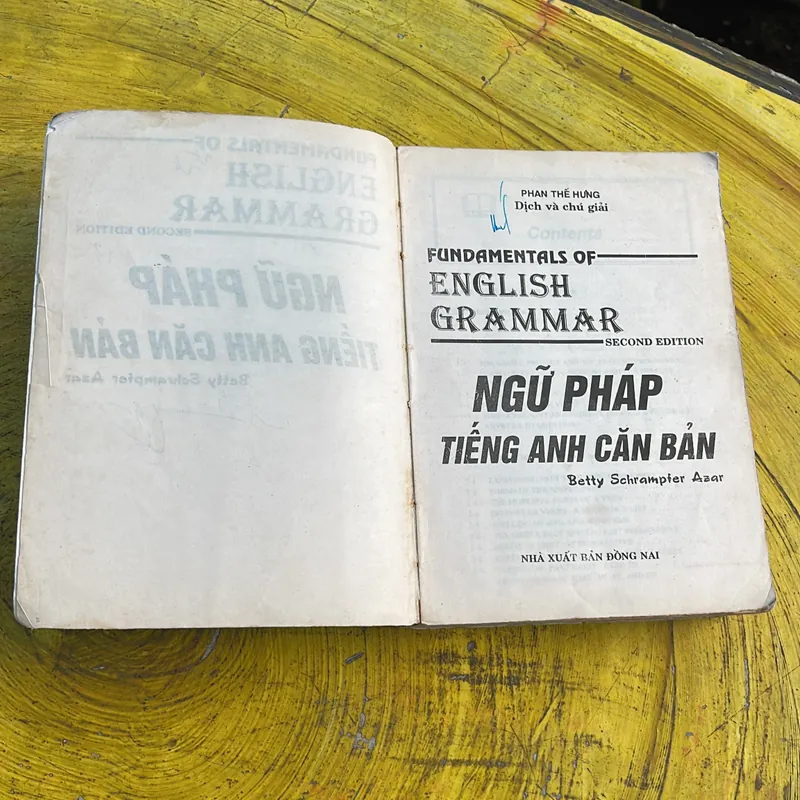 PHAN THẾ HƯNG
Dịch và chú giải
FUNDAMENTALS OF
ENGLISH
GRAMMAR
SECOND EDITION
NGỮ PHÁP
TIẾNG ANH CĂN BẢN
Betty Schrampfer Azar
NHÀ XUẤT BẢN ĐỒNG NAI
Contents